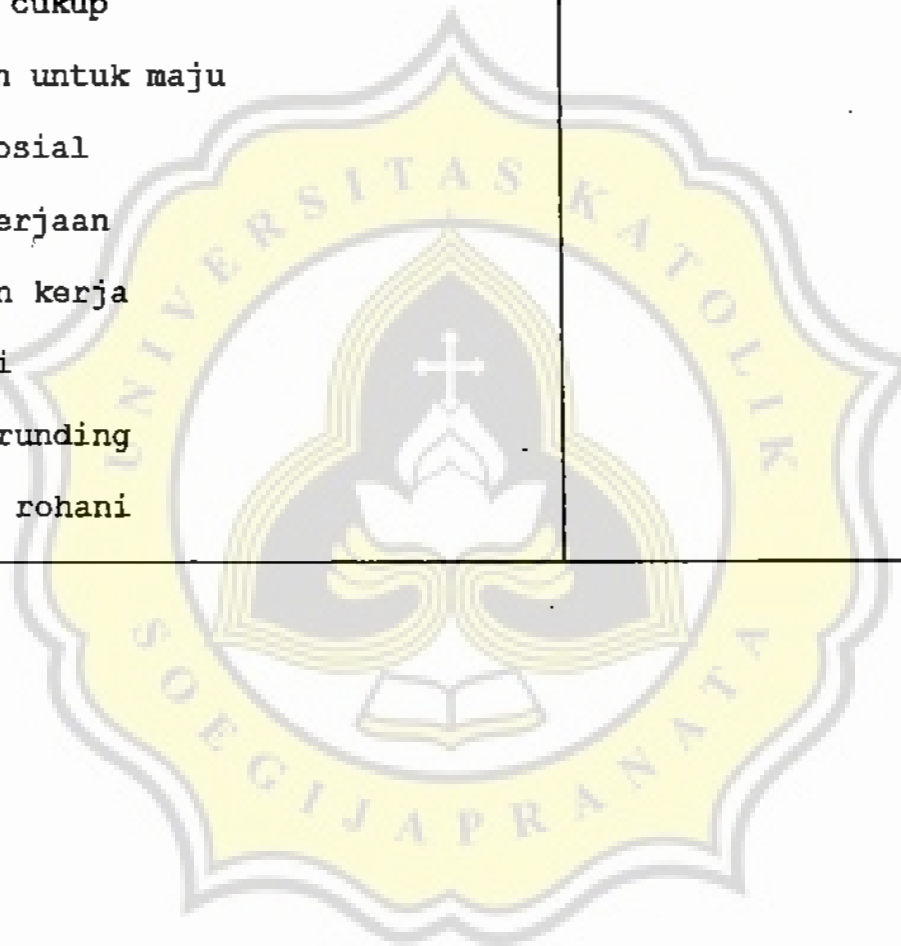 cukup
n untuk maju
osial
erjaan
n kerja
i
runding
rohani
UNIVERSITAS KATOLIK
SOEGIJAPRANATA